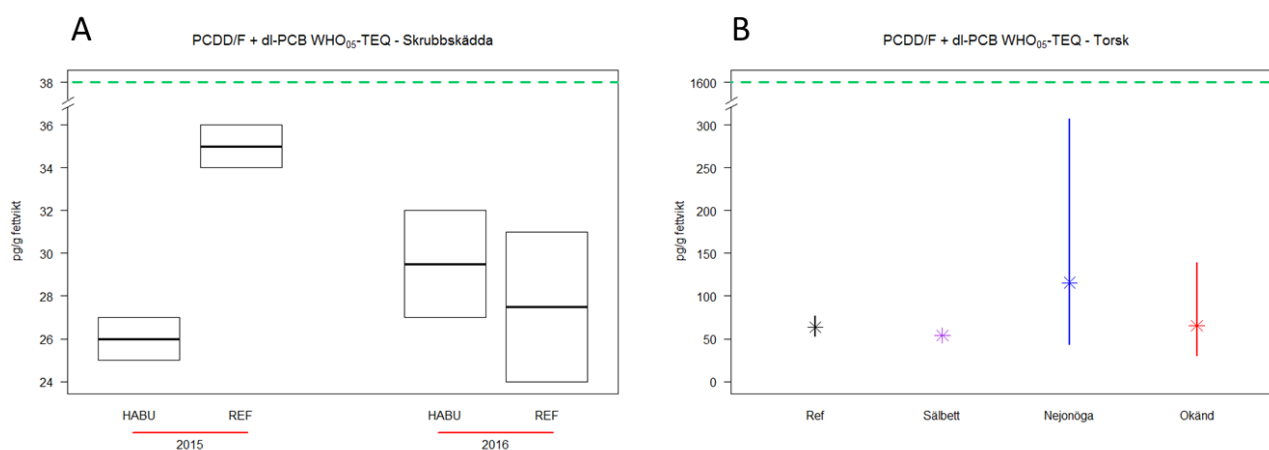 A
PCDD/F + dl-PCB WHO₀₅-TEQ - Skrubbskädda
pg/g fettvikt
38
36
34
32
30
28
26
24
HABU
REF
HABU
REF
2015
2016
B
PCDD/F + dl-PCB WHO₀₅-TEQ - Torsk
pg/g fettvikt
1600
300
250
200
150
100
50
0
Ref
Sälbett
Nejonöga
Okänd